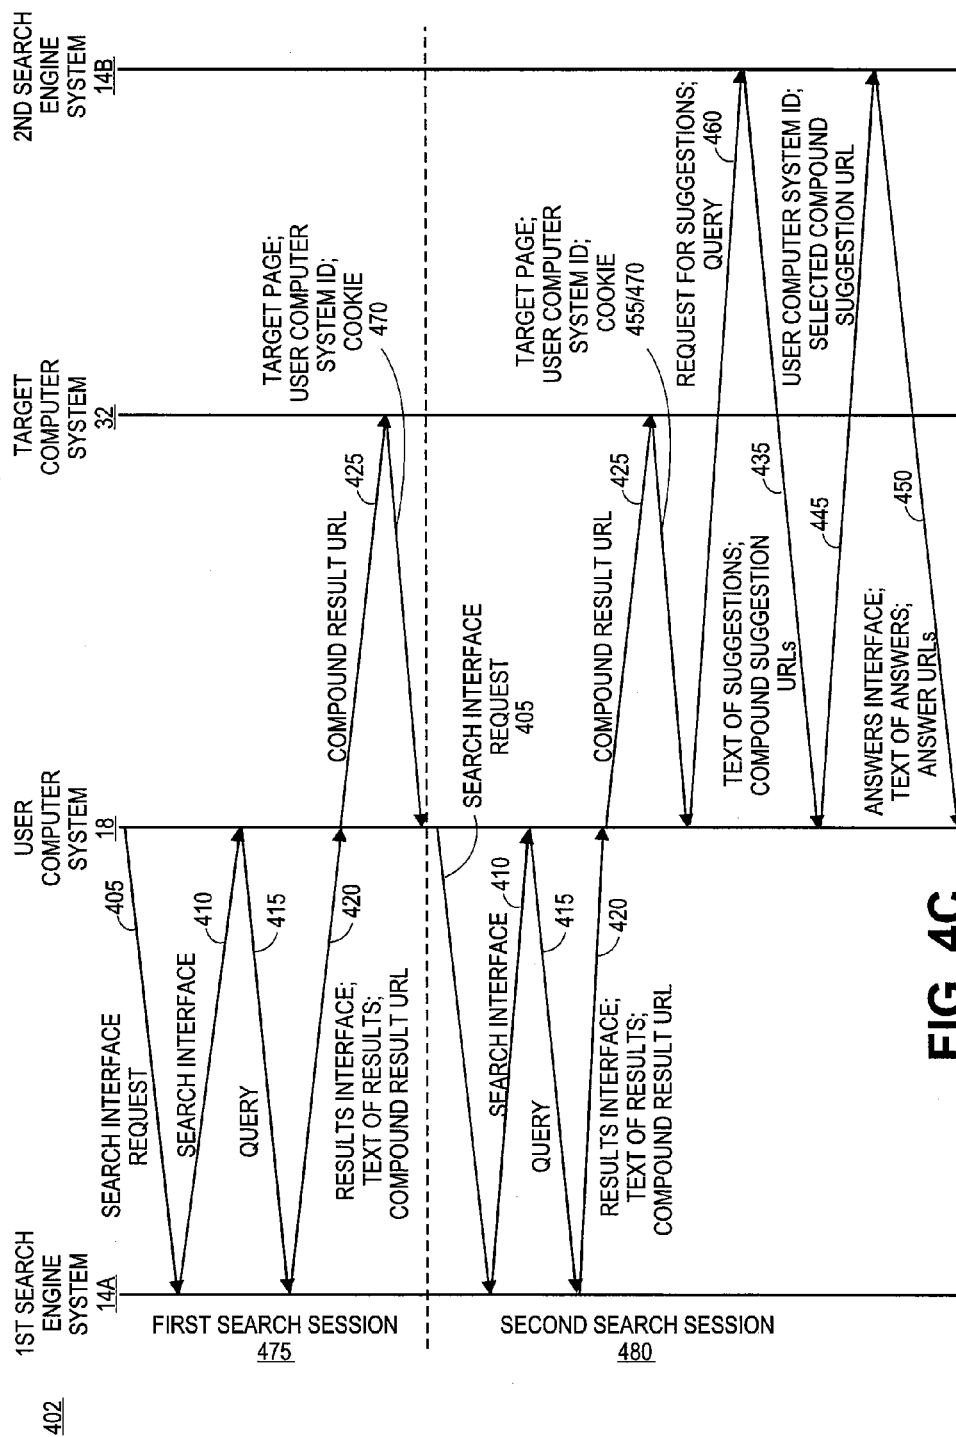 402
1ST SEARCH
ENGINE
SYSTEM
14A
USER
COMPUTER
SYSTEM
18
TARGET
COMPUTER
SYSTEM
32
2ND SEARCH
ENGINE
SYSTEM
14B
FIRST SEARCH SESSION
475
SEARCH INTERFACE
REQUEST
405
SEARCH INTERFACE
410
QUERY
415
RESULTS INTERFACE;
TEXT OF RESULTS;
COMPOUND RESULT URL
420
COMPOUND RESULT URL
425
TARGET PAGE;
USER COMPUTER
SYSTEM ID;
COOKIE
470
SECOND SEARCH SESSION
480
SEARCH INTERFACE
REQUEST
405
SEARCH INTERFACE
410
QUERY
415
RESULTS INTERFACE;
TEXT OF RESULTS;
COMPOUND RESULT URL
420
COMPOUND RESULT URL
425
TARGET PAGE;
USER COMPUTER
SYSTEM ID;
COOKIE
455/470
REQUEST FOR SUGGESTIONS;
QUERY
460
TEXT OF SUGGESTIONS;
COMPOUND SUGGESTION
URLs
435
USER COMPUTER SYSTEM ID;
SELECTED COMPOUND
SUGGESTION URL
445
ANSWERS INTERFACE;
TEXT OF ANSWERS;
ANSWER URLs
450
FIG. 4C